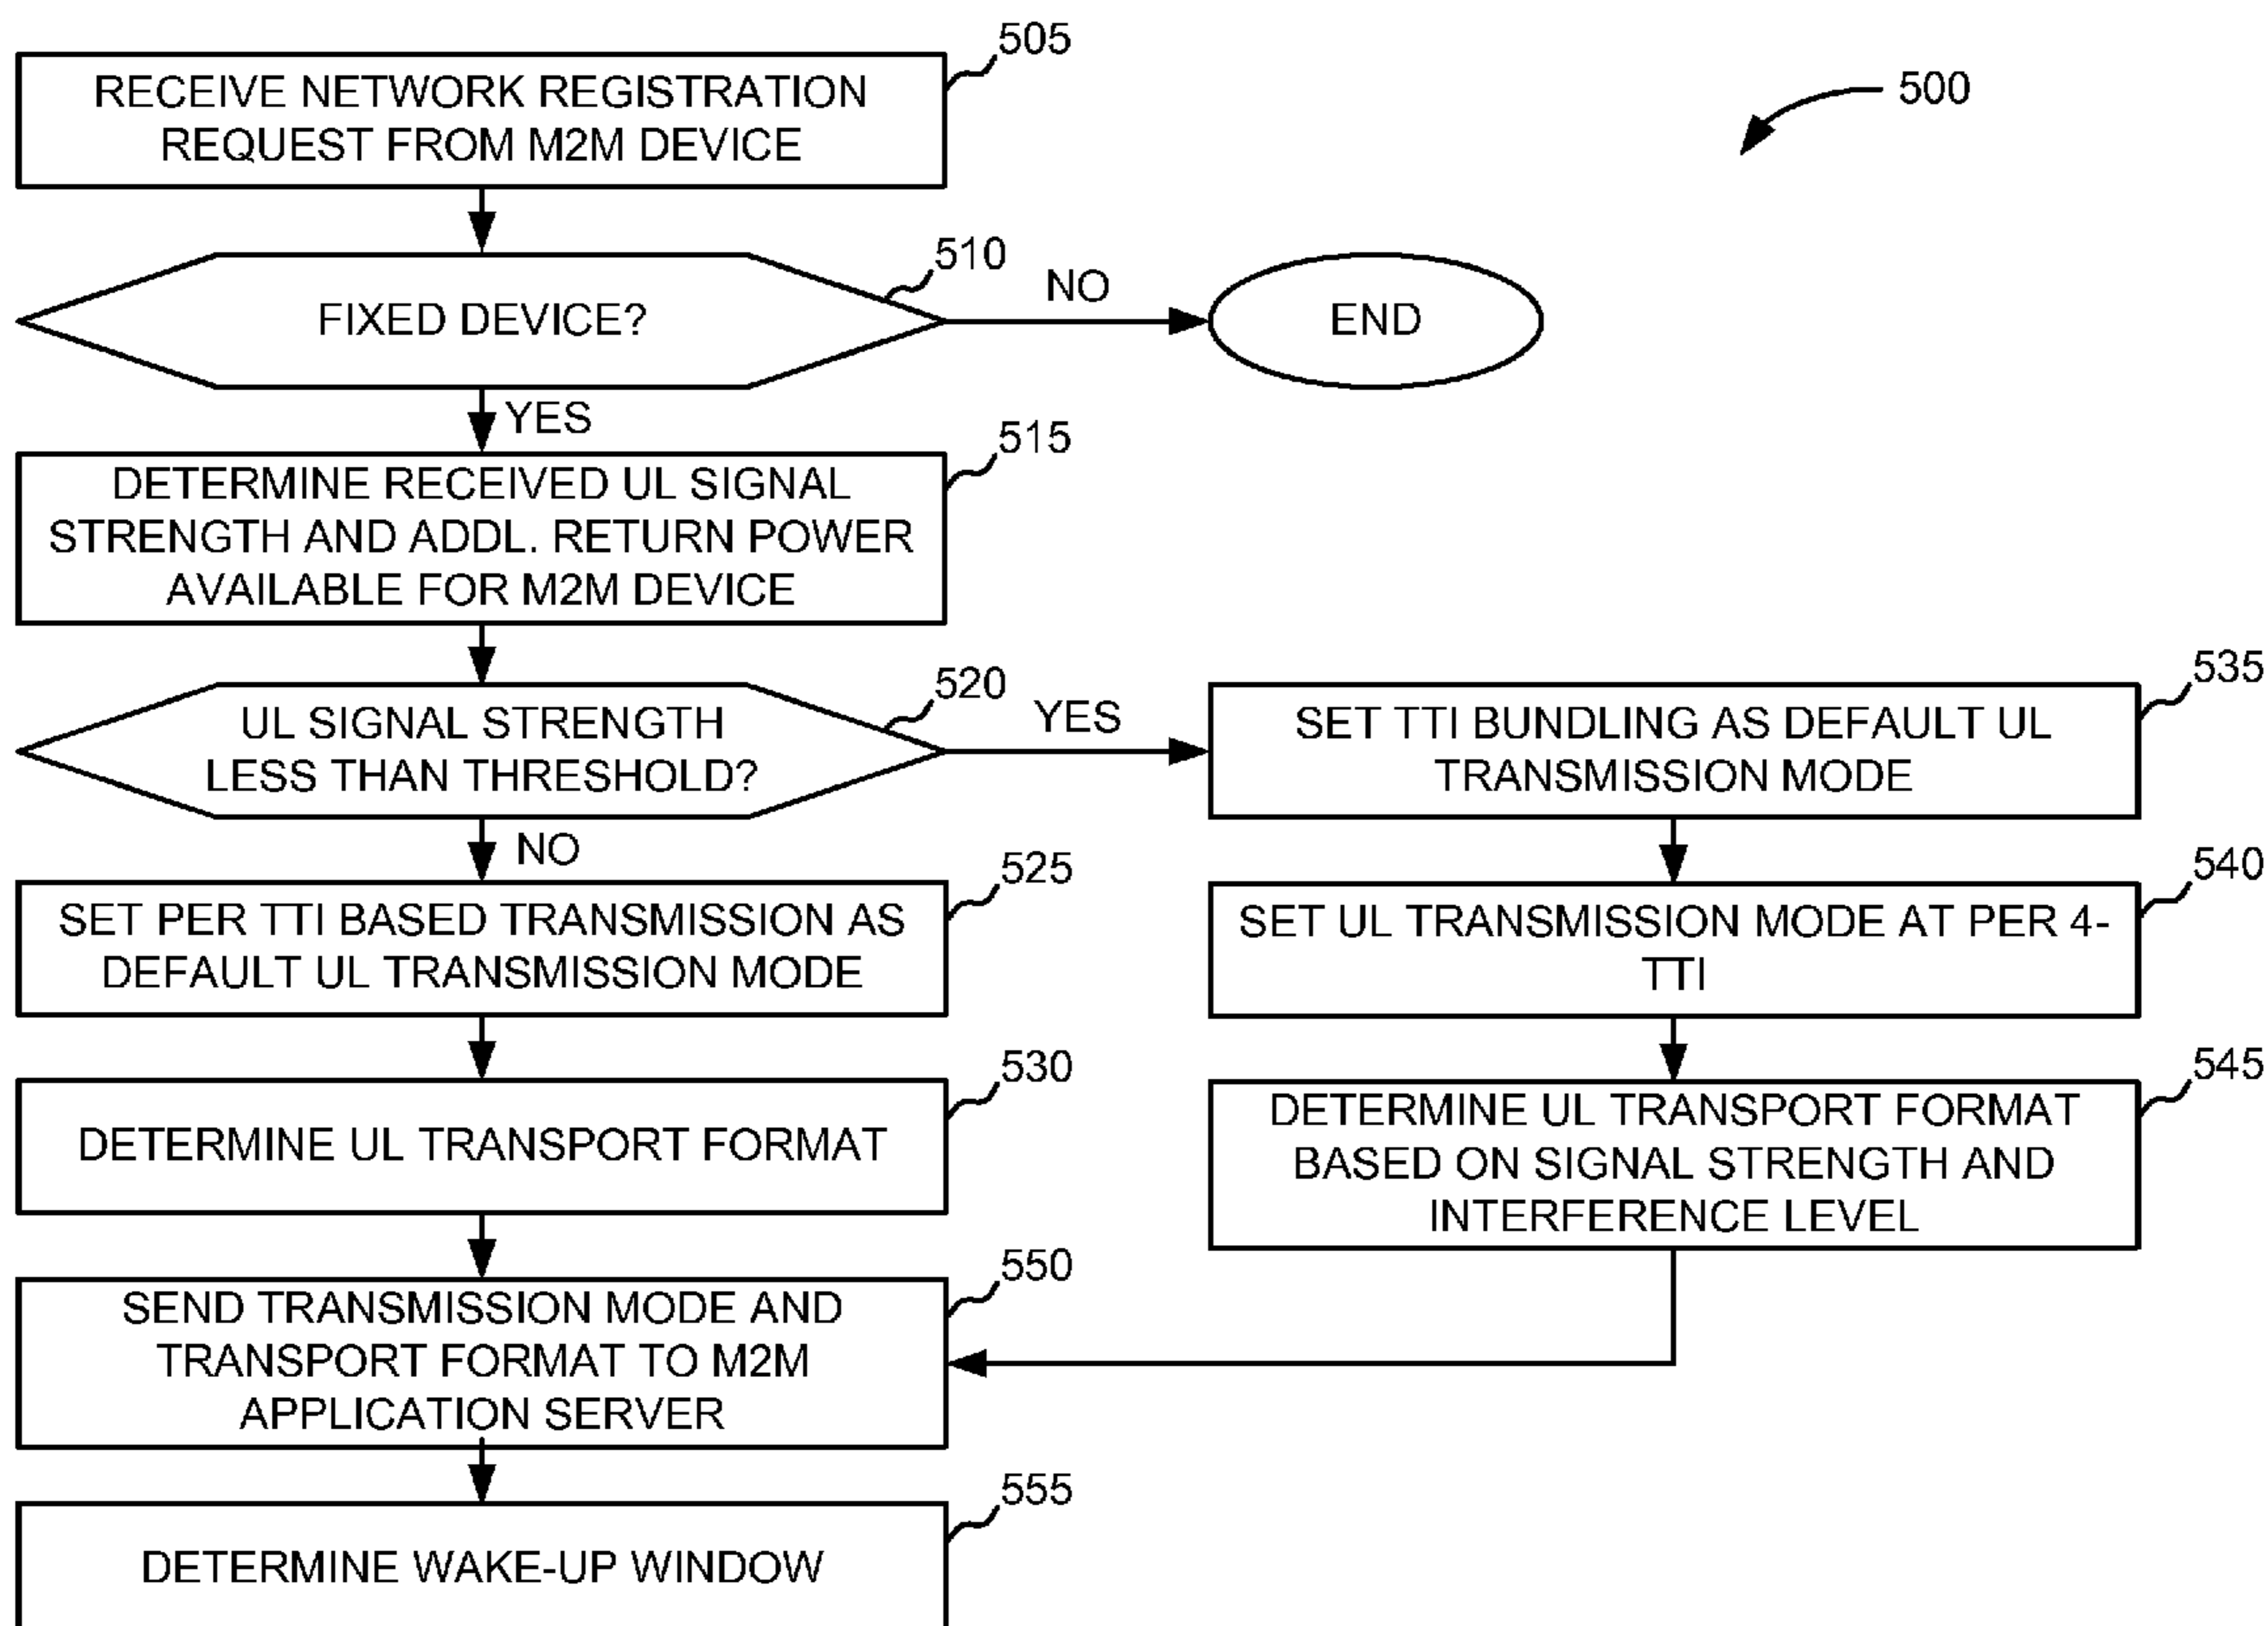 505
RECEIVE NETWORK REGISTRATION
REQUEST FROM M2M DEVICE
500
510
FIXED DEVICE?
NO
END
YES
515
DETERMINE RECEIVED UL SIGNAL
STRENGTH AND ADDL. RETURN POWER
AVAILABLE FOR M2M DEVICE
520
UL SIGNAL STRENGTH
LESS THAN THRESHOLD?
YES
NO
535
SET TTI BUNDLING AS DEFAULT UL
TRANSMISSION MODE
525
SET PER TTI BASED TRANSMISSION AS
DEFAULT UL TRANSMISSION MODE
540
SET UL TRANSMISSION MODE AT PER 4-
TTI
530
DETERMINE UL TRANSPORT FORMAT
545
DETERMINE UL TRANSPORT FORMAT
BASED ON SIGNAL STRENGTH AND
INTERFERENCE LEVEL
550
SEND TRANSMISSION MODE AND
TRANSPORT FORMAT TO M2M
APPLICATION SERVER
555
DETERMINE WAKE-UP WINDOW